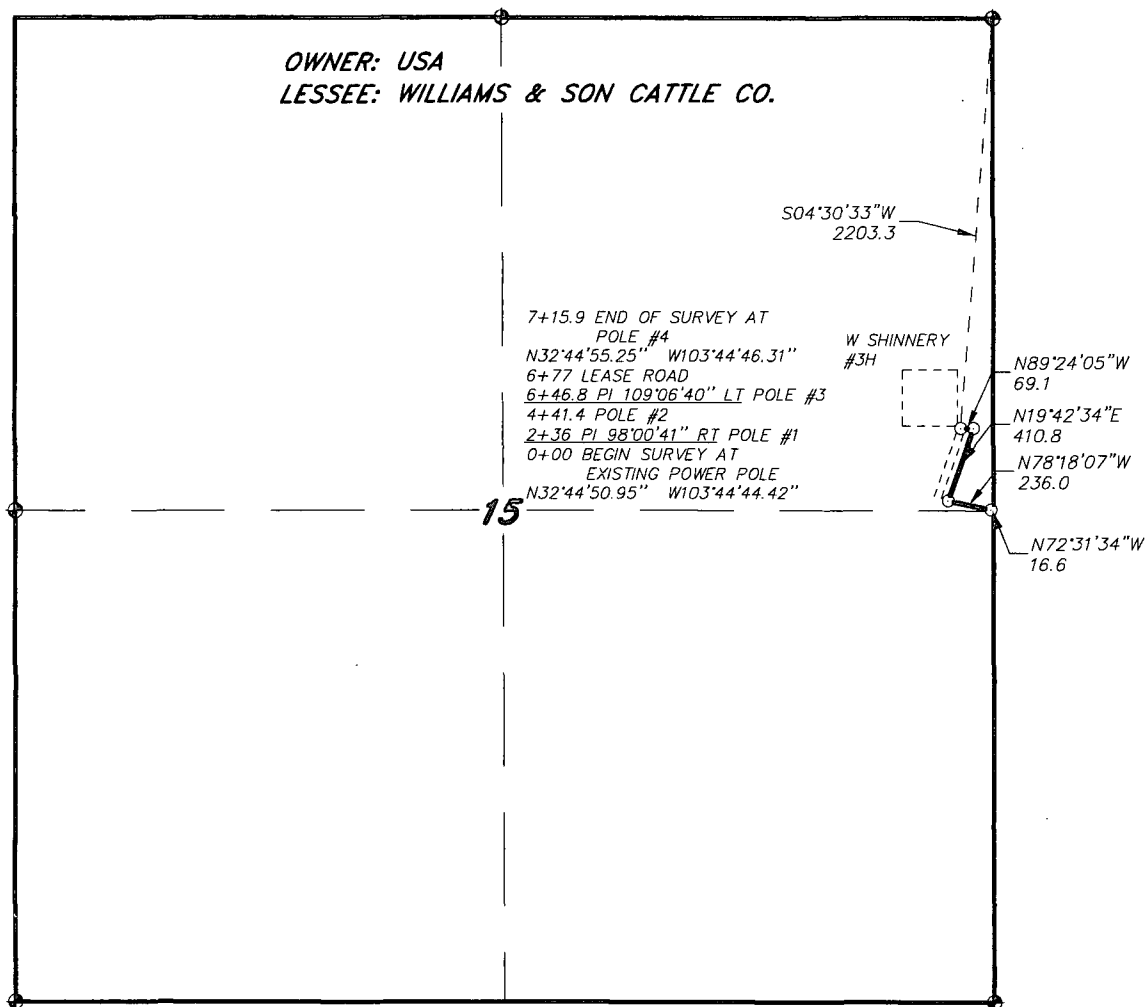 OWNER: USA
LESSEE: WILLIAMS & SON CATTLE CO.
S04°30'33"W
2203.3
7+15.9 END OF SURVEY AT
POLE #4
N32°44'55.25" W103°44'46.31"
6+77 LEASE ROAD
6+46.8 PI 109°06'40" LT POLE #3
4+41.4 POLE #2
2+36 PI 98°00'41" RT POLE #1
0+00 BEGIN SURVEY AT
EXISTING POWER POLE
N32°44'50.95" W103°44'44.42"
W SHINNERY
#3H
N89°24'05"W
69.1
N19°42'34"E
410.8
N78°18'07"W
236.0
15
N72°31'34"W
16.6